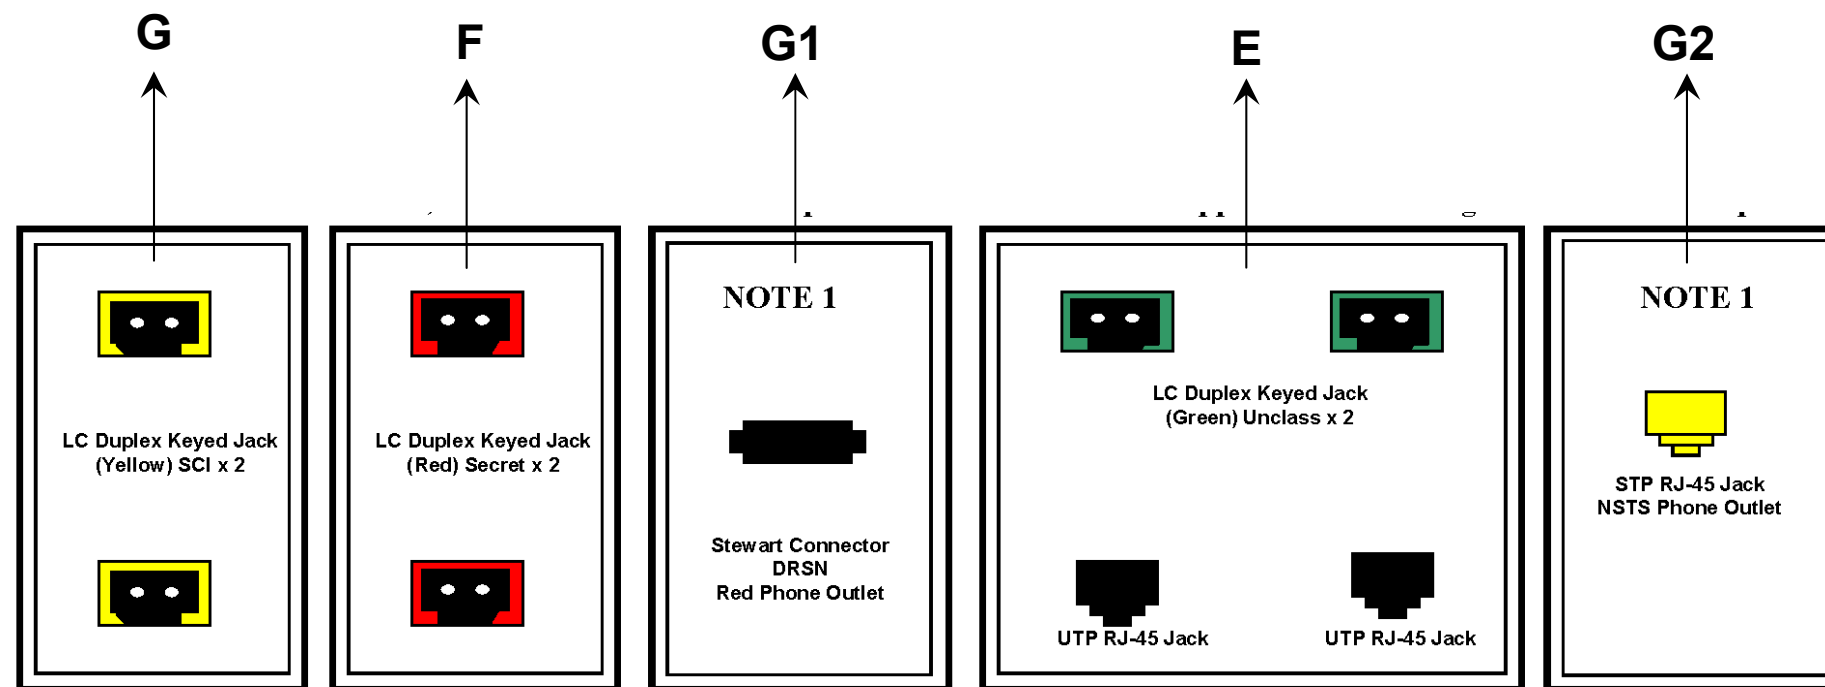 G
F
G1
E
G2
LC Duplex Keyed Jack
(Yellow) SCI x 2
LC Duplex Keyed Jack
(Red) Secret x 2
NOTE 1
Stewart Connector
DRSN
Red Phone Outlet
LC Duplex Keyed Jack
(Green) Unclass x 2
UTP RJ-45 Jack
UTP RJ-45 Jack
NOTE 1
STP RJ-45 Jack
NSTS Phone Outlet